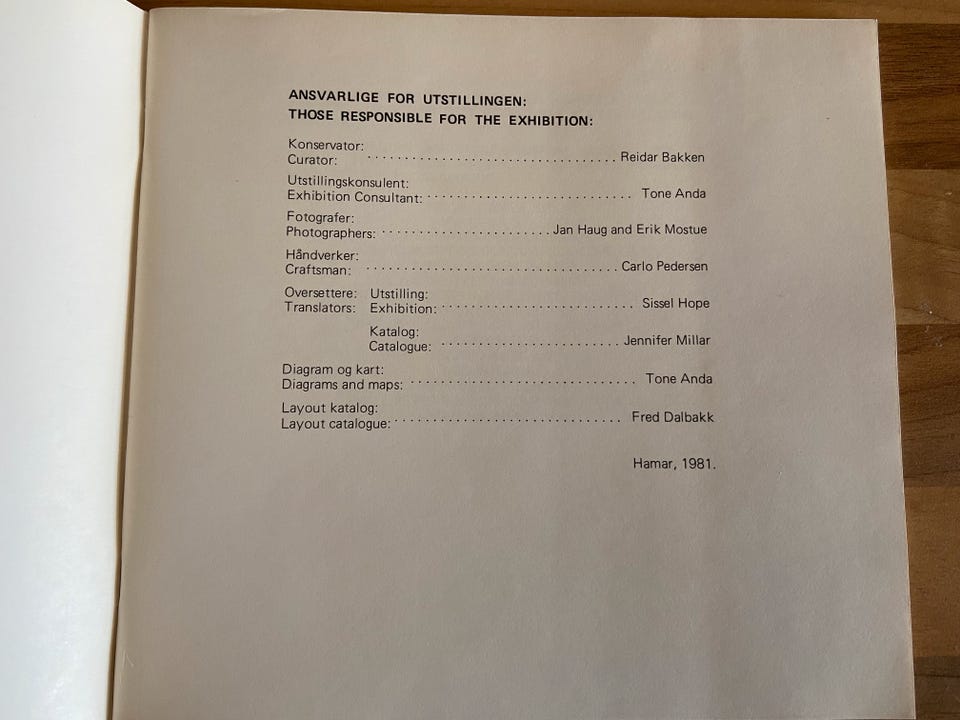 ANSVARLIGE FOR UTSTILLINGEN:
THOSE RESPONSIBLE FOR THE EXHIBITION:
Konservator:
Curator: .................................. Reidar Bakken
Utstillingskonsulent:
Exhibition Consultant: ............................ Tone Anda
Fotografer:
Photographers: ....................... Jan Haug and Erik Mostue
Håndverker:
Craftsman: .................................. Carlo Pedersen
Oversettere: Utstilling:
Translators: Exhibition: .......................... Sissel Hope
Katalog:
Catalogue: ........................ Jennifer Millar
Diagram og kart:
Diagrams and maps: .............................. Tone Anda
Layout katalog:
Layout catalogue: .............................. Fred Dalbakk
Hamar, 1981.